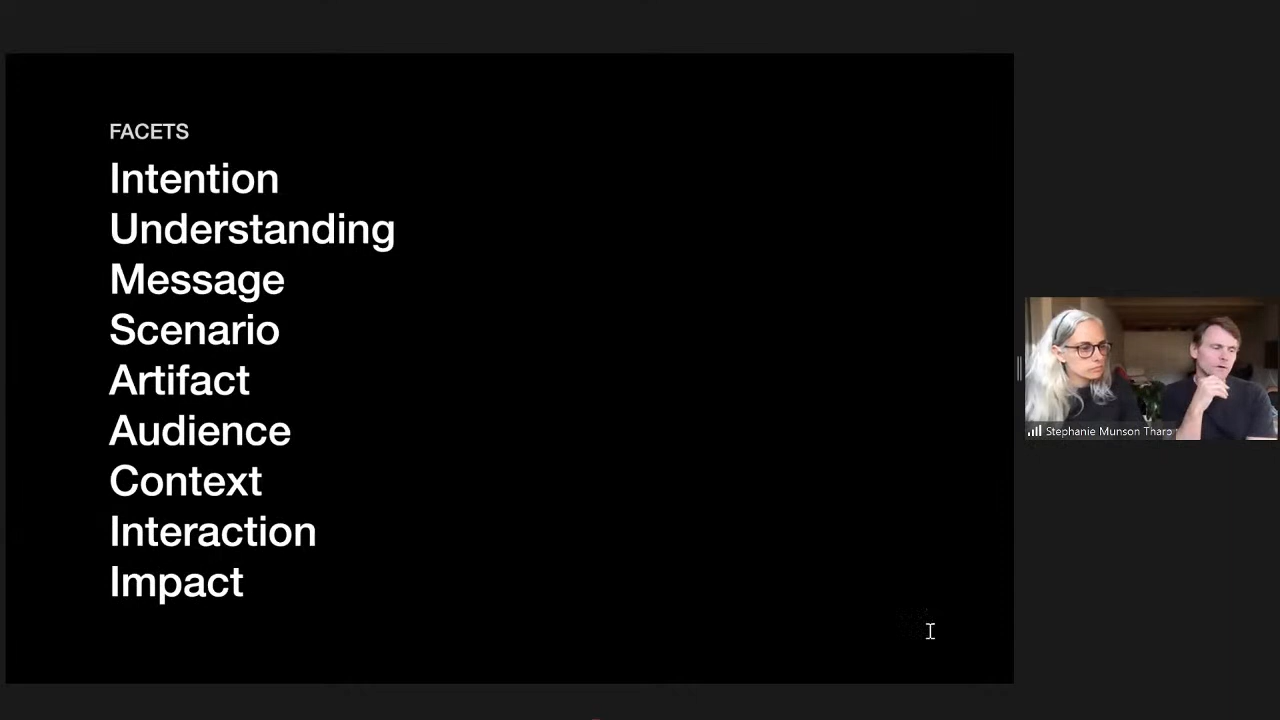 FACETS
Intention
Understanding
Message
Scenario
Artifact
Audience
Context
Interaction
Impact
Stephanie Munson Tharp